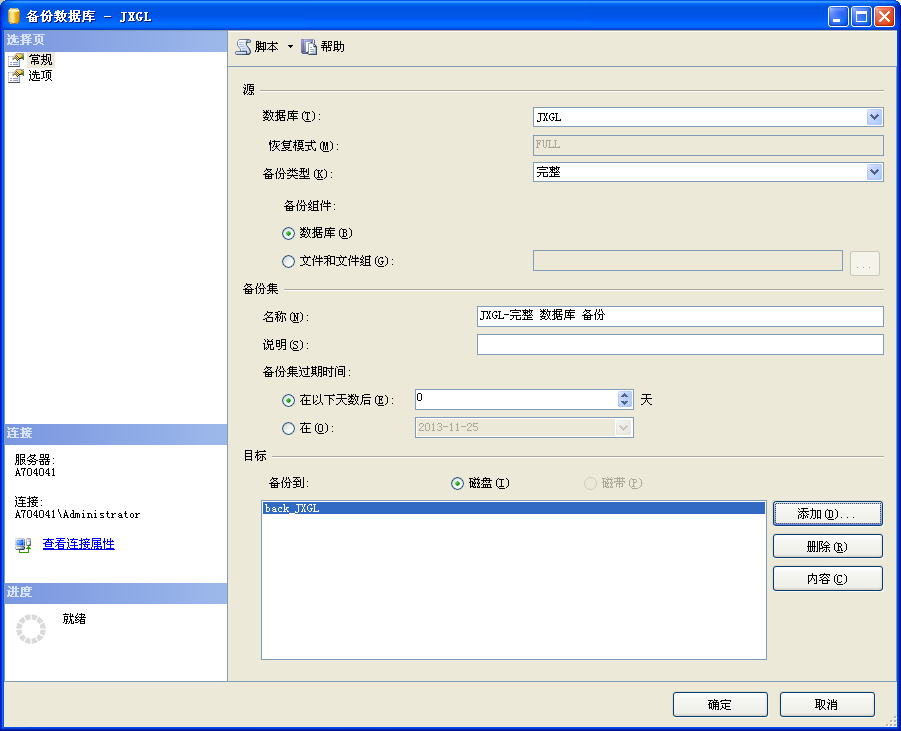 备份数据库 - JXGL
选择页
常规
选项
脚本 帮助
源
数据库(T): JXGL
恢复模式(M): FULL
备份类型(K): 完整
备份组件:
数据库(B)
文件和文件组(G): ...
备份集
名称(N): JXGL-完整 数据库 备份
说明(S):
备份集过期时间:
在以下天数后(E): 0 天
在(O): 2013-11-25
目标
备份到: 磁盘(I) 磁带(P)
back_JXGL
添加(D)...
删除(R)
内容(C)
连接
服务器:
A704041
连接:
A704041\Administrator
查看连接属性
进度
就绪
确定 取消